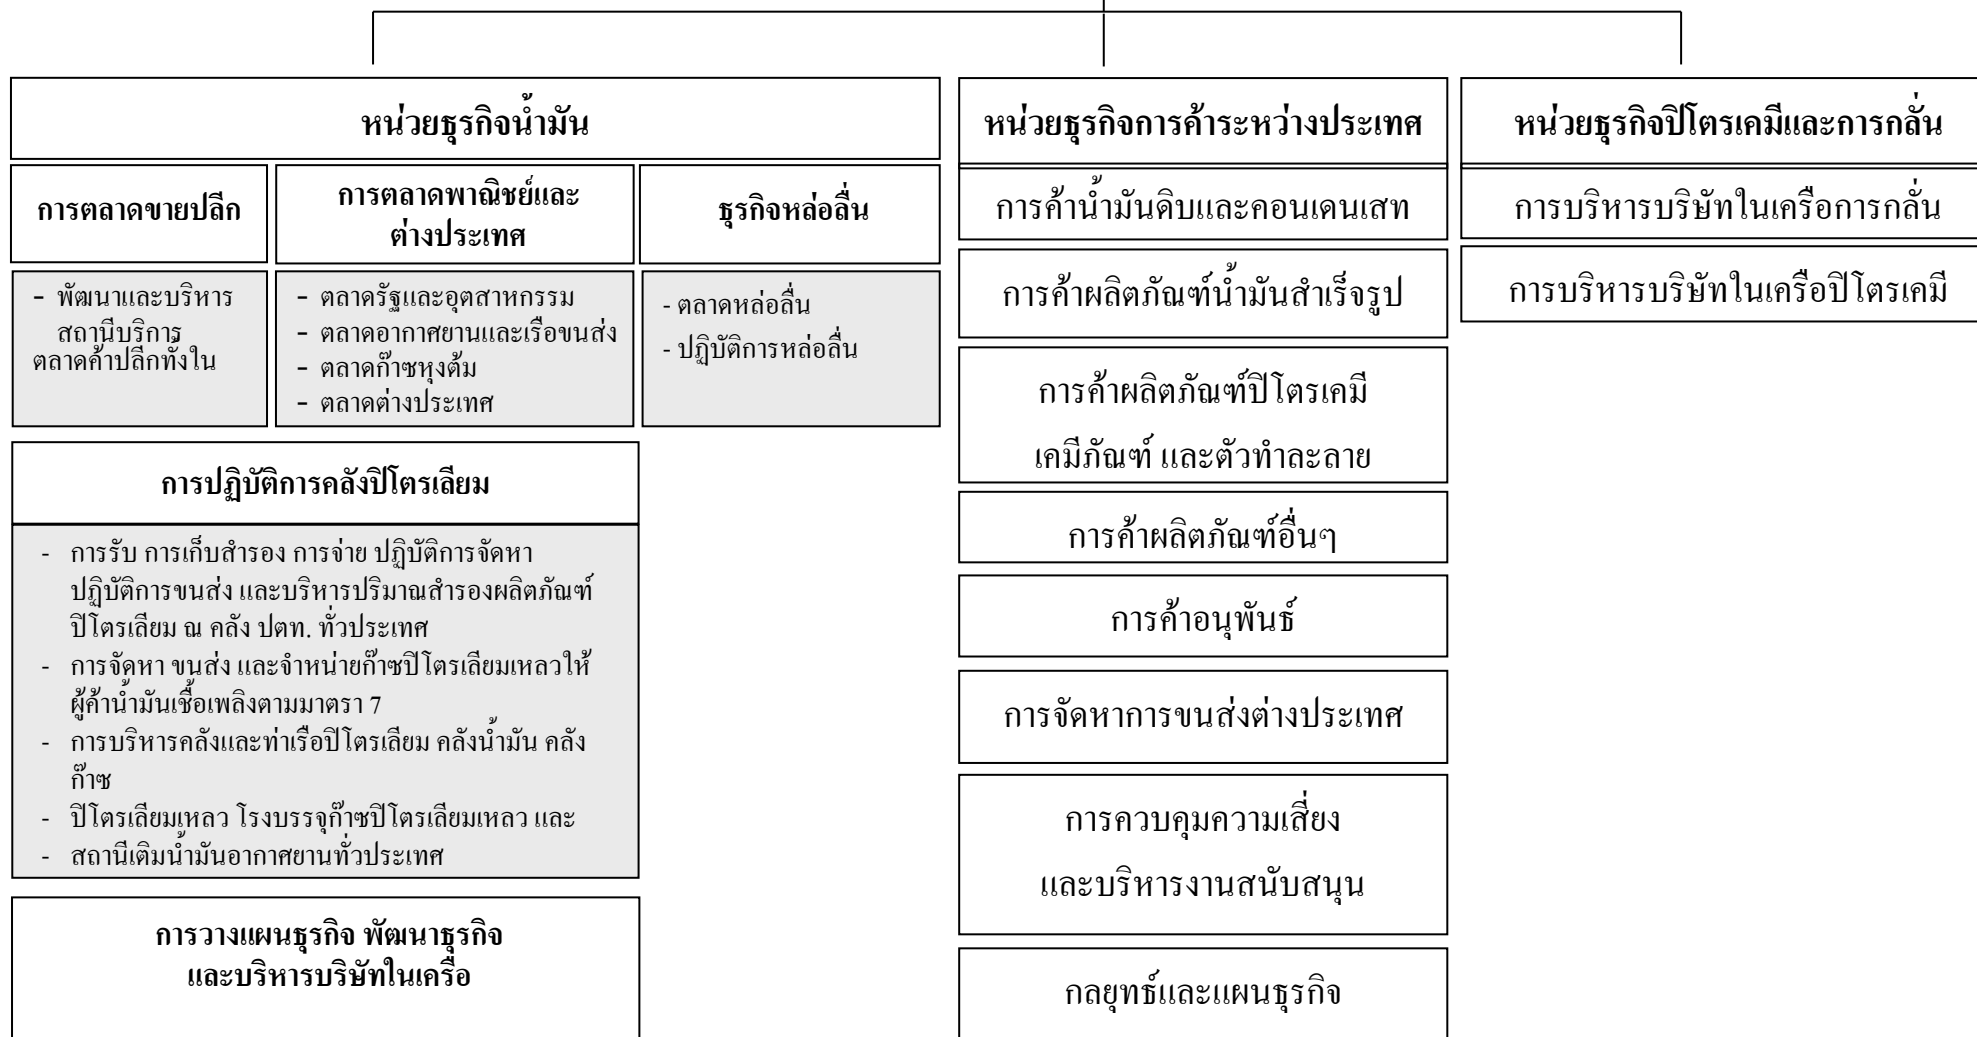 หน่วยธุรกิจน้ำมัน
การตลาดขายปลีก
การตลาดพาณิชย์และ
ต่างประเทศ
ธุรกิจหล่อลื่น
- พัฒนาและบริหาร
สถานีบริการ
ตลาดค้าปลีกทั้งใน
- ตลาดรัฐและอุตสาหกรรม
- ตลาดอากาศยานและเรือขนส่ง
- ตลาดก๊าซหุงต้ม
- ตลาดต่างประเทศ
- ตลาดหล่อลื่น
- ปฏิบัติการหล่อลื่น
การปฏิบัติการคลังปิโตรเลียม
- การรับ การเก็บสำรอง การจ่าย ปฏิบัติการจัดหา
ปฏิบัติการขนส่ง และบริหารปริมาณสำรองผลิตภัณฑ์
ปิโตรเลียม ณ คลัง ปตท. ทั่วประเทศ
- การจัดหา ขนส่ง และจำหน่ายก๊าซปิโตรเลียมเหลวให้
ผู้ค้าน้ำมันเชื้อเพลิงตามมาตรา 7
- การบริหารคลังและท่าเรือปิโตรเลียม คลังน้ำมัน คลัง
ก๊าซ
- ปิโตรเลียมเหลว โรงบรรจุก๊าซปิโตรเลียมเหลว และ
- สถานีเติมน้ำมันอากาศยานทั่วประเทศ
การวางแผนธุรกิจ พัฒนาธุรกิจ
และบริหารบริษัทในเครือ
หน่วยธุรกิจการค้าระหว่างประเทศ
การค้าน้ำมันดิบและคอนเดนเสท
การค้าผลิตภัณฑ์น้ำมันสำเร็จรูป
การค้าผลิตภัณฑ์ปิโตรเคมี
เคมีภัณฑ์ และตัวทำละลาย
การค้าผลิตภัณฑ์อื่นๆ
การค้าอนุพันธ์
การจัดหาการขนส่งต่างประเทศ
การควบคุมความเสี่ยง
และบริหารงานสนับสนุน
กลยุทธ์และแผนธุรกิจ
หน่วยธุรกิจปิโตรเคมีและการกลั่น
การบริหารบริษัทในเครือการกลั่น
การบริหารบริษัทในเครือปิโตรเคมี